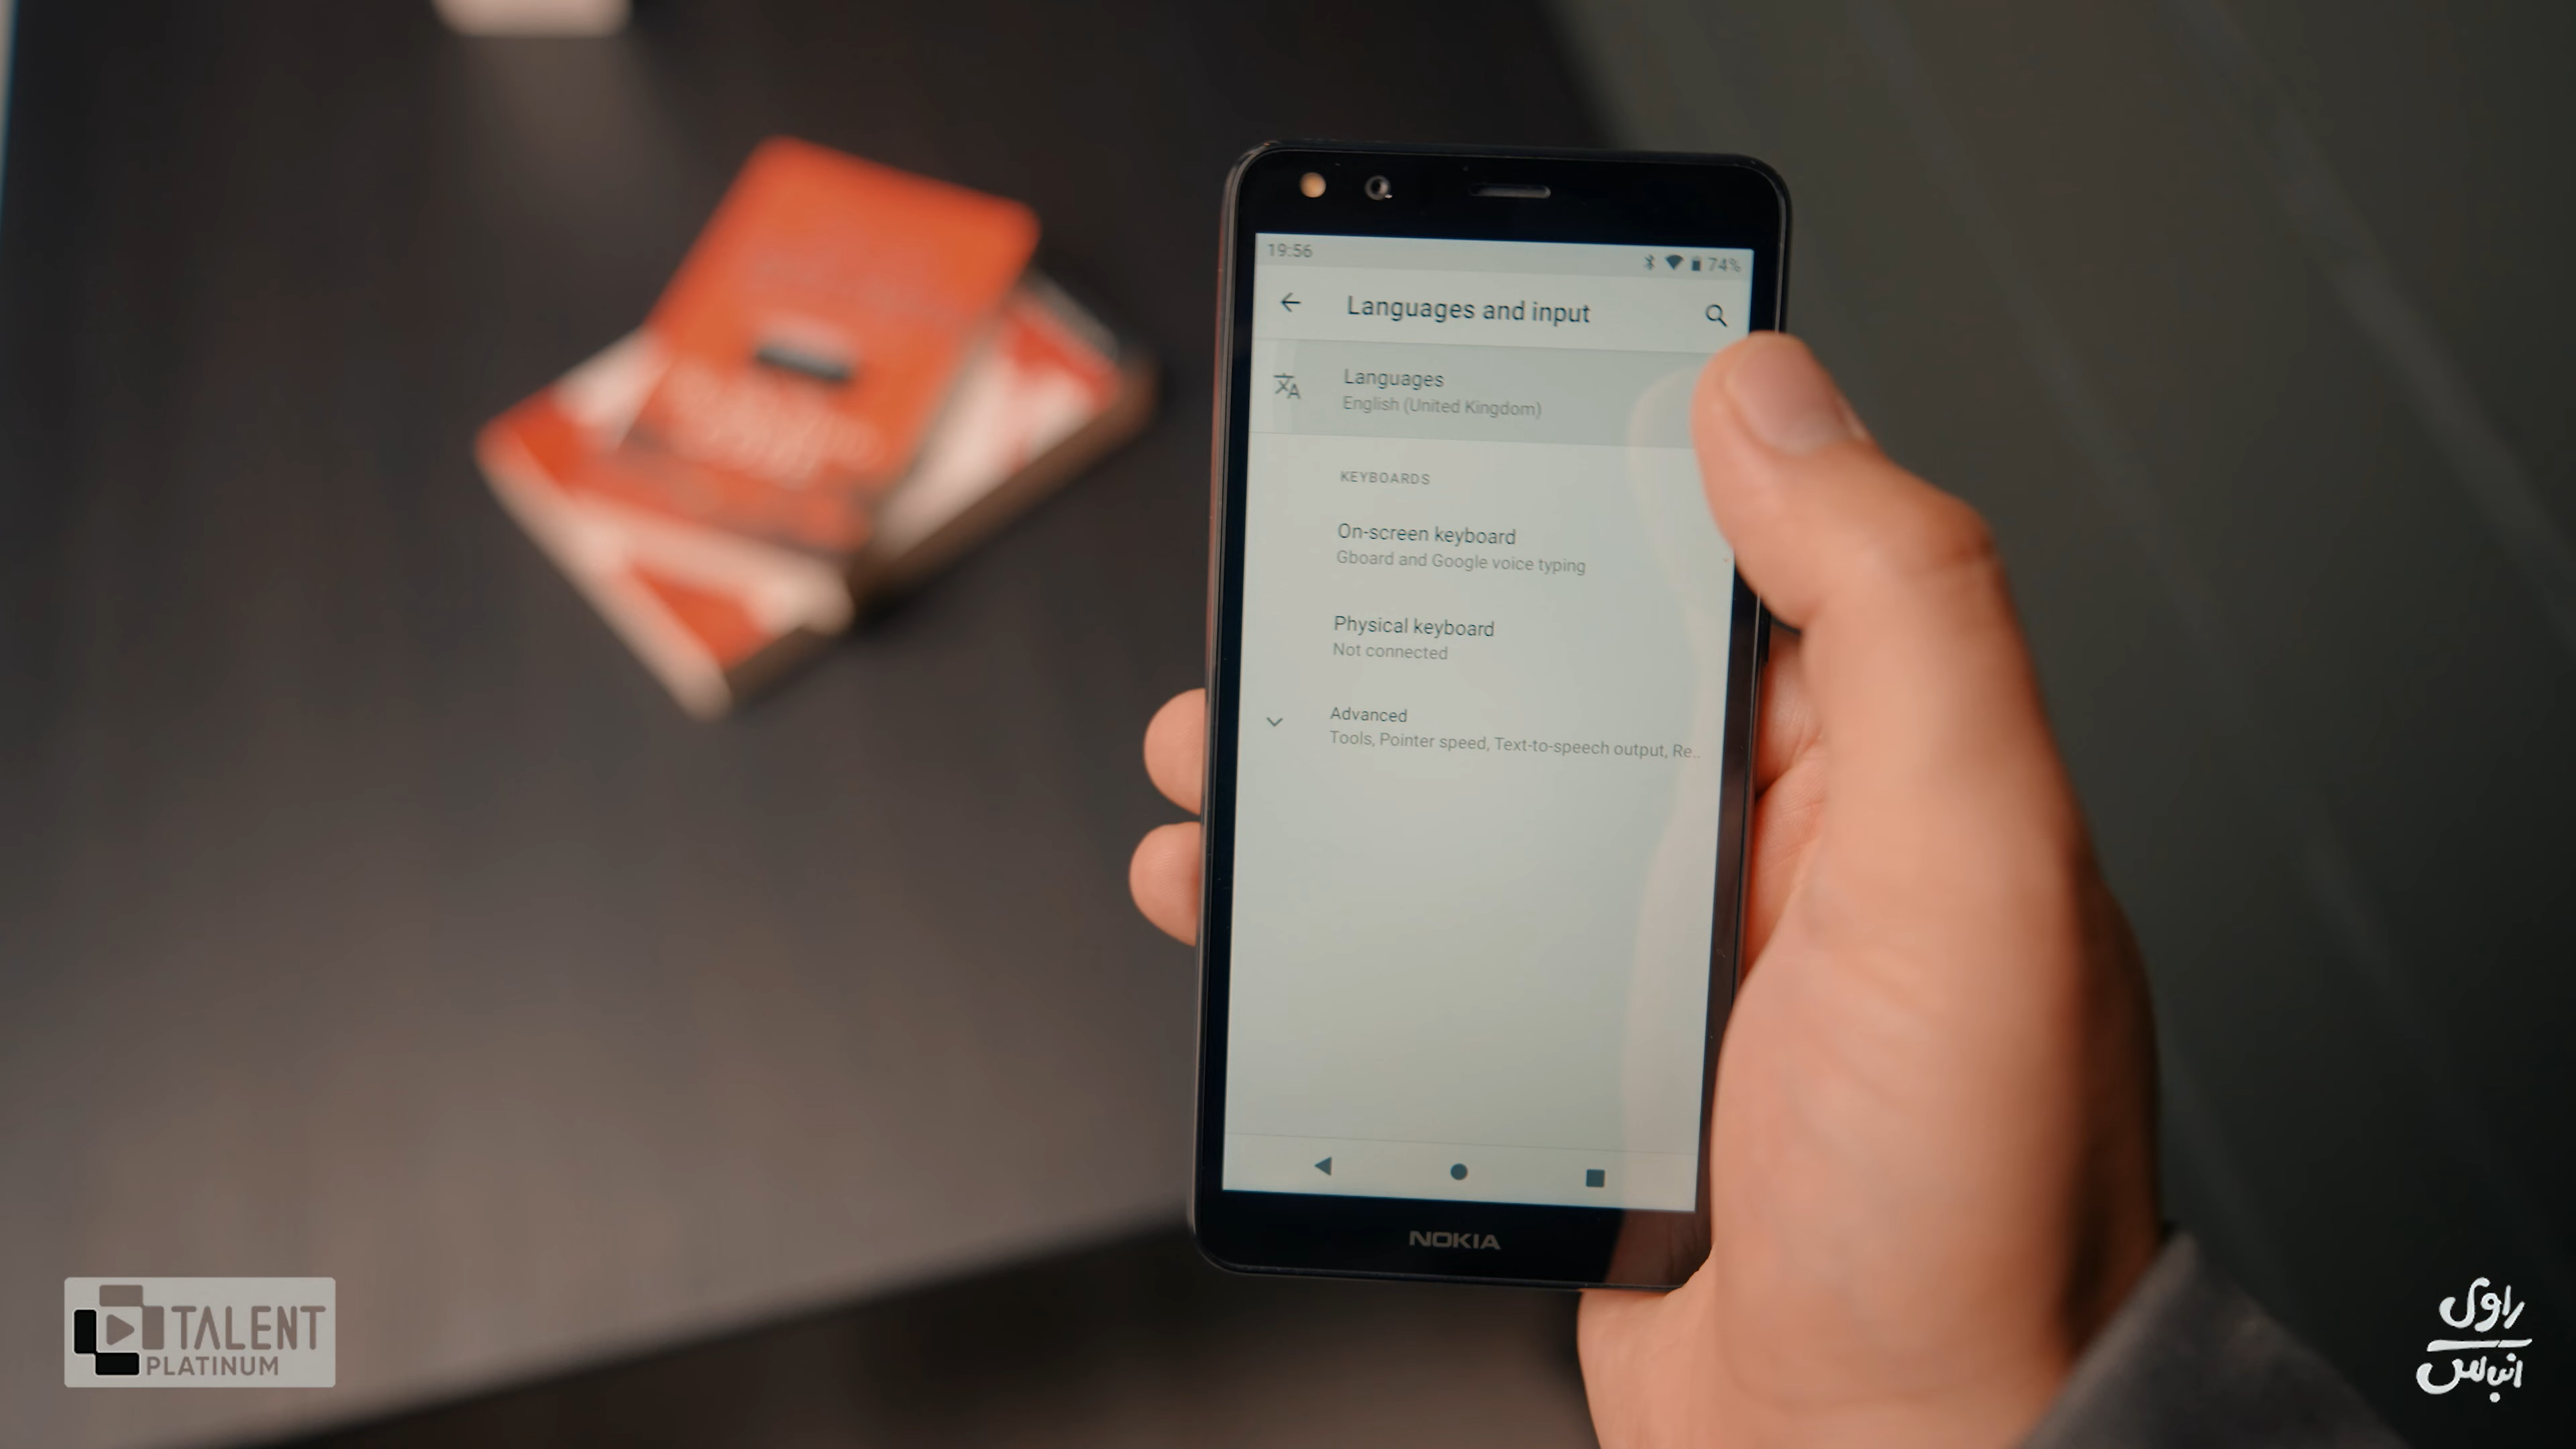 19:56
74%
Languages and input
Languages
English (United Kingdom)
KEYBOARDS
On-screen keyboard
Gboard and Google voice typing
Physical keyboard
Not connected
Advanced
Tools, Pointer speed, Text-to-speech output, Re..
NOKIA
TALENT
PLATINUM
راوی